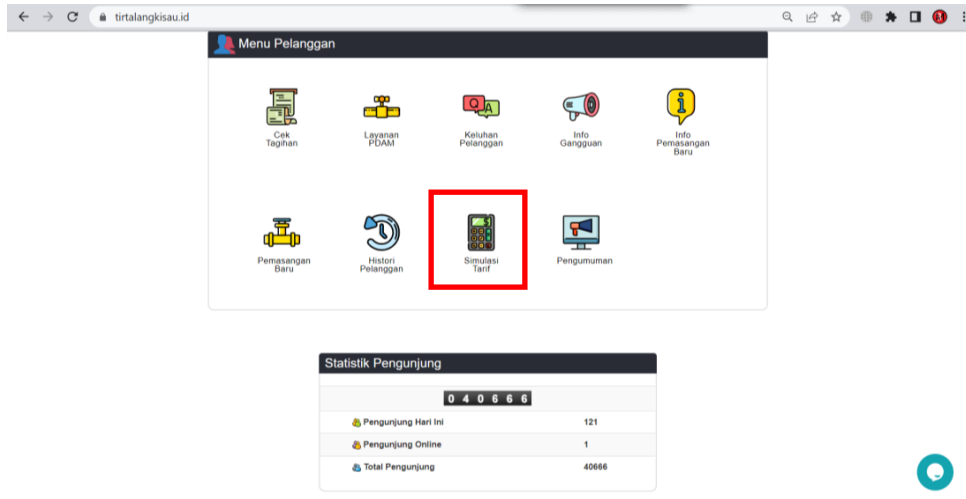 tirtalangkisau.id
Menu Pelanggan
Q
A
Cek
Tagihan
Layanan
PDAM
Keluhan
Pelanggan
Info
Gangguan
Info
Pemasangan
Baru
Pemasangan
Baru
Histori
Pelanggan
Simulasi
Tarif
Pengumuman
Statistik Pengunjung
0 4 0 6 6 6
Pengunjung Hari Ini 121
Pengunjung Online 1
Total Pengunjung 40666